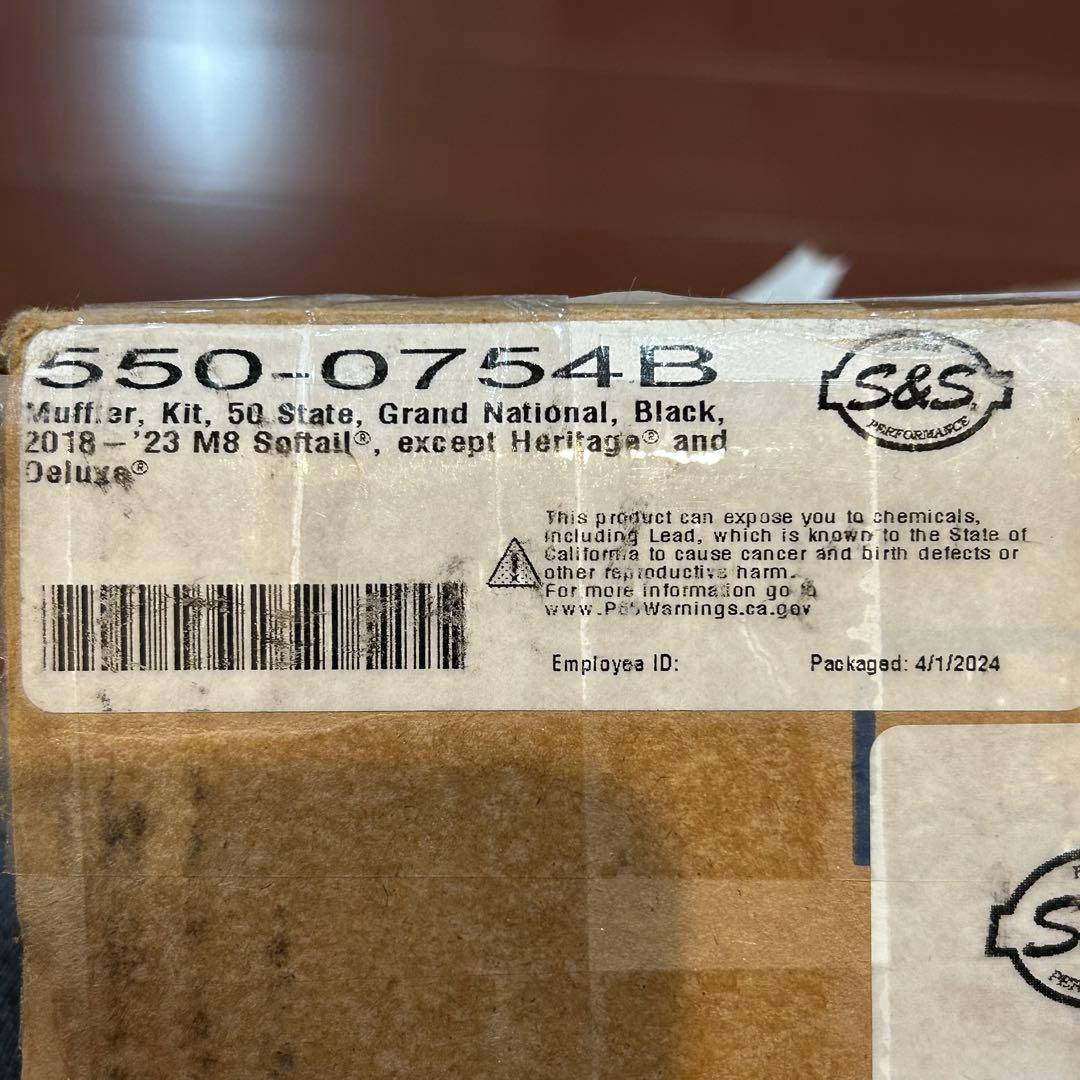 550-0754B
Muffler, Kit, 50 State, Grand National, Black,
2018-'23 M8 Softail®, except Heritage® and
Deluxe®
S&S
PERFORMANCE
This product can expose you to chemicals,
including Lead, which is known to the State of
California to cause cancer and birth defects or
other reproductive harm.
For more information go to
www.P65Warnings.ca.gov
Employee ID:
Packaged: 4/1/2024